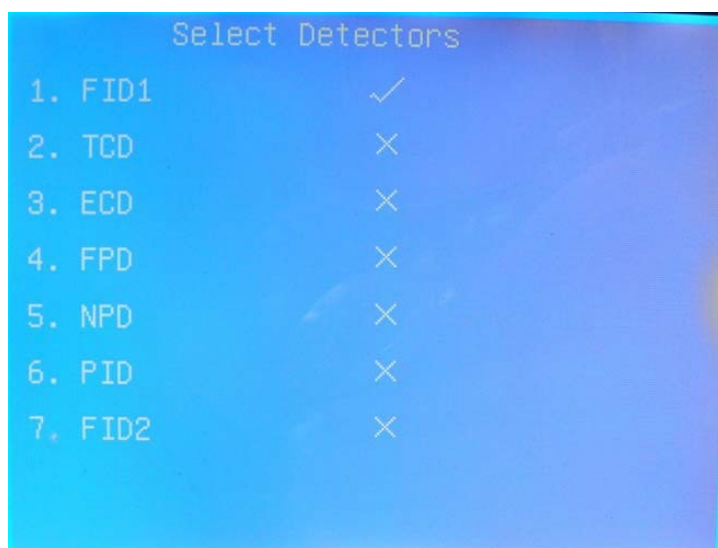 Select Detectors
1. FID1 ✓
2. TCD ×
3. ECD ×
4. FPD ×
5. NPD ×
6. PID ×
7. FID2 ×